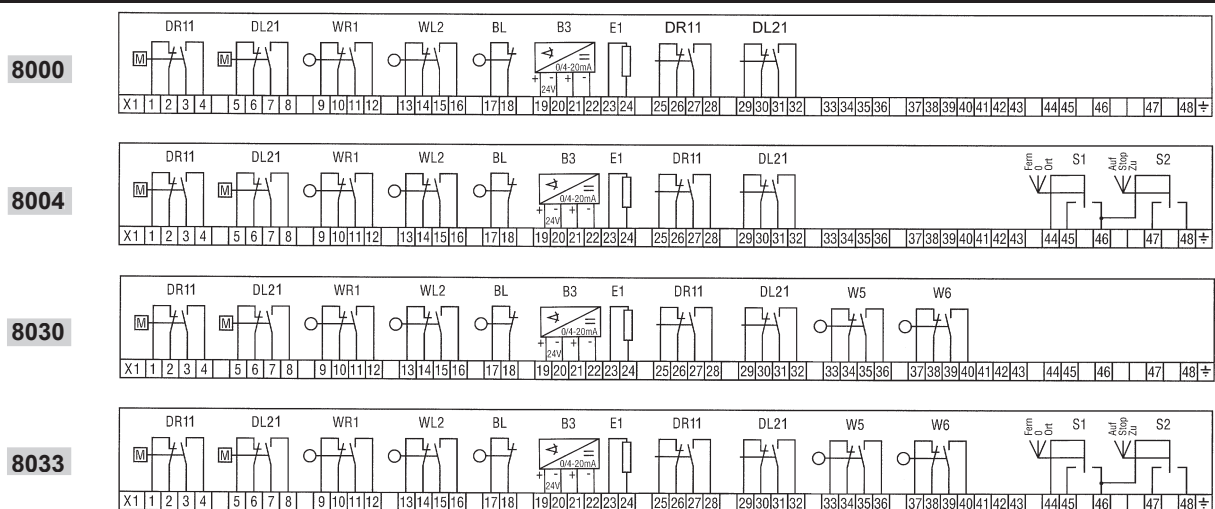 DR11 DL21 WR1 WL2 BL B3 E1 DR11 DL21
8000
M M 0/4-20mA
+ - + -
24V
X1 1 2 3 4 5 6 7 8 9 10 11 12 13 14 15 16 17 18 19 20 21 22 23 24 25 26 27 28 29 30 31 32 33 34 35 36 37 38 39 40 41 42 43 44 45 46 47 48
DR11 DL21 WR1 WL2 BL B3 E1 DR11 DL21 Fern 0 Ort S1 Auf Stop Zu S2
8004
M M 0/4-20mA
+ - + -
24V
X1 1 2 3 4 5 6 7 8 9 10 11 12 13 14 15 16 17 18 19 20 21 22 23 24 25 26 27 28 29 30 31 32 33 34 35 36 37 38 39 40 41 42 43 44 45 46 47 48
DR11 DL21 WR1 WL2 BL B3 E1 DR11 DL21 W5 W6
8030
M M 0/4-20mA
+ - + -
24V
X1 1 2 3 4 5 6 7 8 9 10 11 12 13 14 15 16 17 18 19 20 21 22 23 24 25 26 27 28 29 30 31 32 33 34 35 36 37 38 39 40 41 42 43 44 45 46 47 48
DR11 DL21 WR1 WL2 BL B3 E1 DR11 DL21 W5 W6 Fern 0 Ort S1 Auf Stop Zu S2
8033
M M 0/4-20mA
+ - + -
24V
X1 1 2 3 4 5 6 7 8 9 10 11 12 13 14 15 16 17 18 19 20 21 22 23 24 25 26 27 28 29 30 31 32 33 34 35 36 37 38 39 40 41 42 43 44 45 46 47 48